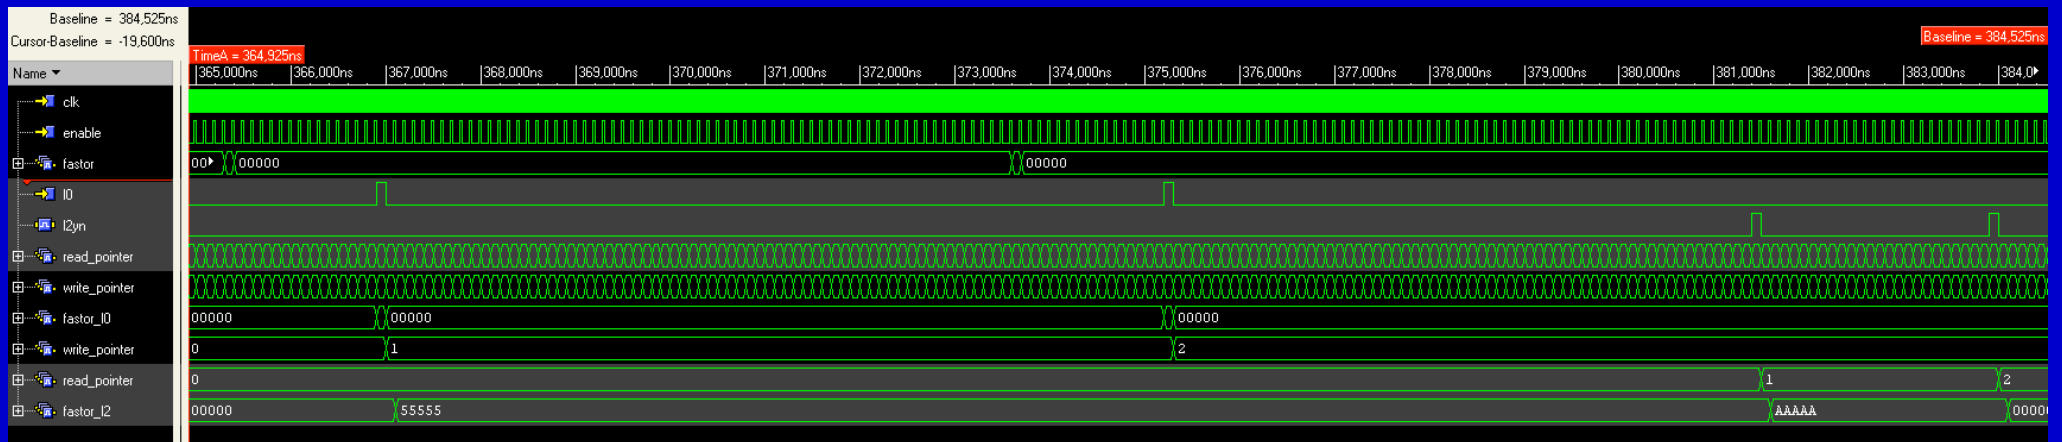 Baseline = 384,525ns
Cursor-Baseline = -19,600ns
Baseline = 384,525ns
TimeA = 364,925ns
Name 365,000ns 366,000ns 367,000ns 368,000ns 369,000ns 370,000ns 371,000ns 372,000ns 373,000ns 374,000ns 375,000ns 376,000ns 377,000ns 378,000ns 379,000ns 380,000ns 381,000ns 382,000ns 383,000ns 384,0
clk
enable
fastor 00 00000 00000
l0
l2yn
read_pointer
write_pointer
fastor_l0 00000 00000 00000
write_pointer 0 1 2
read_pointer 0 1 2
fastor_l2 00000 55555 AAAAA 0000